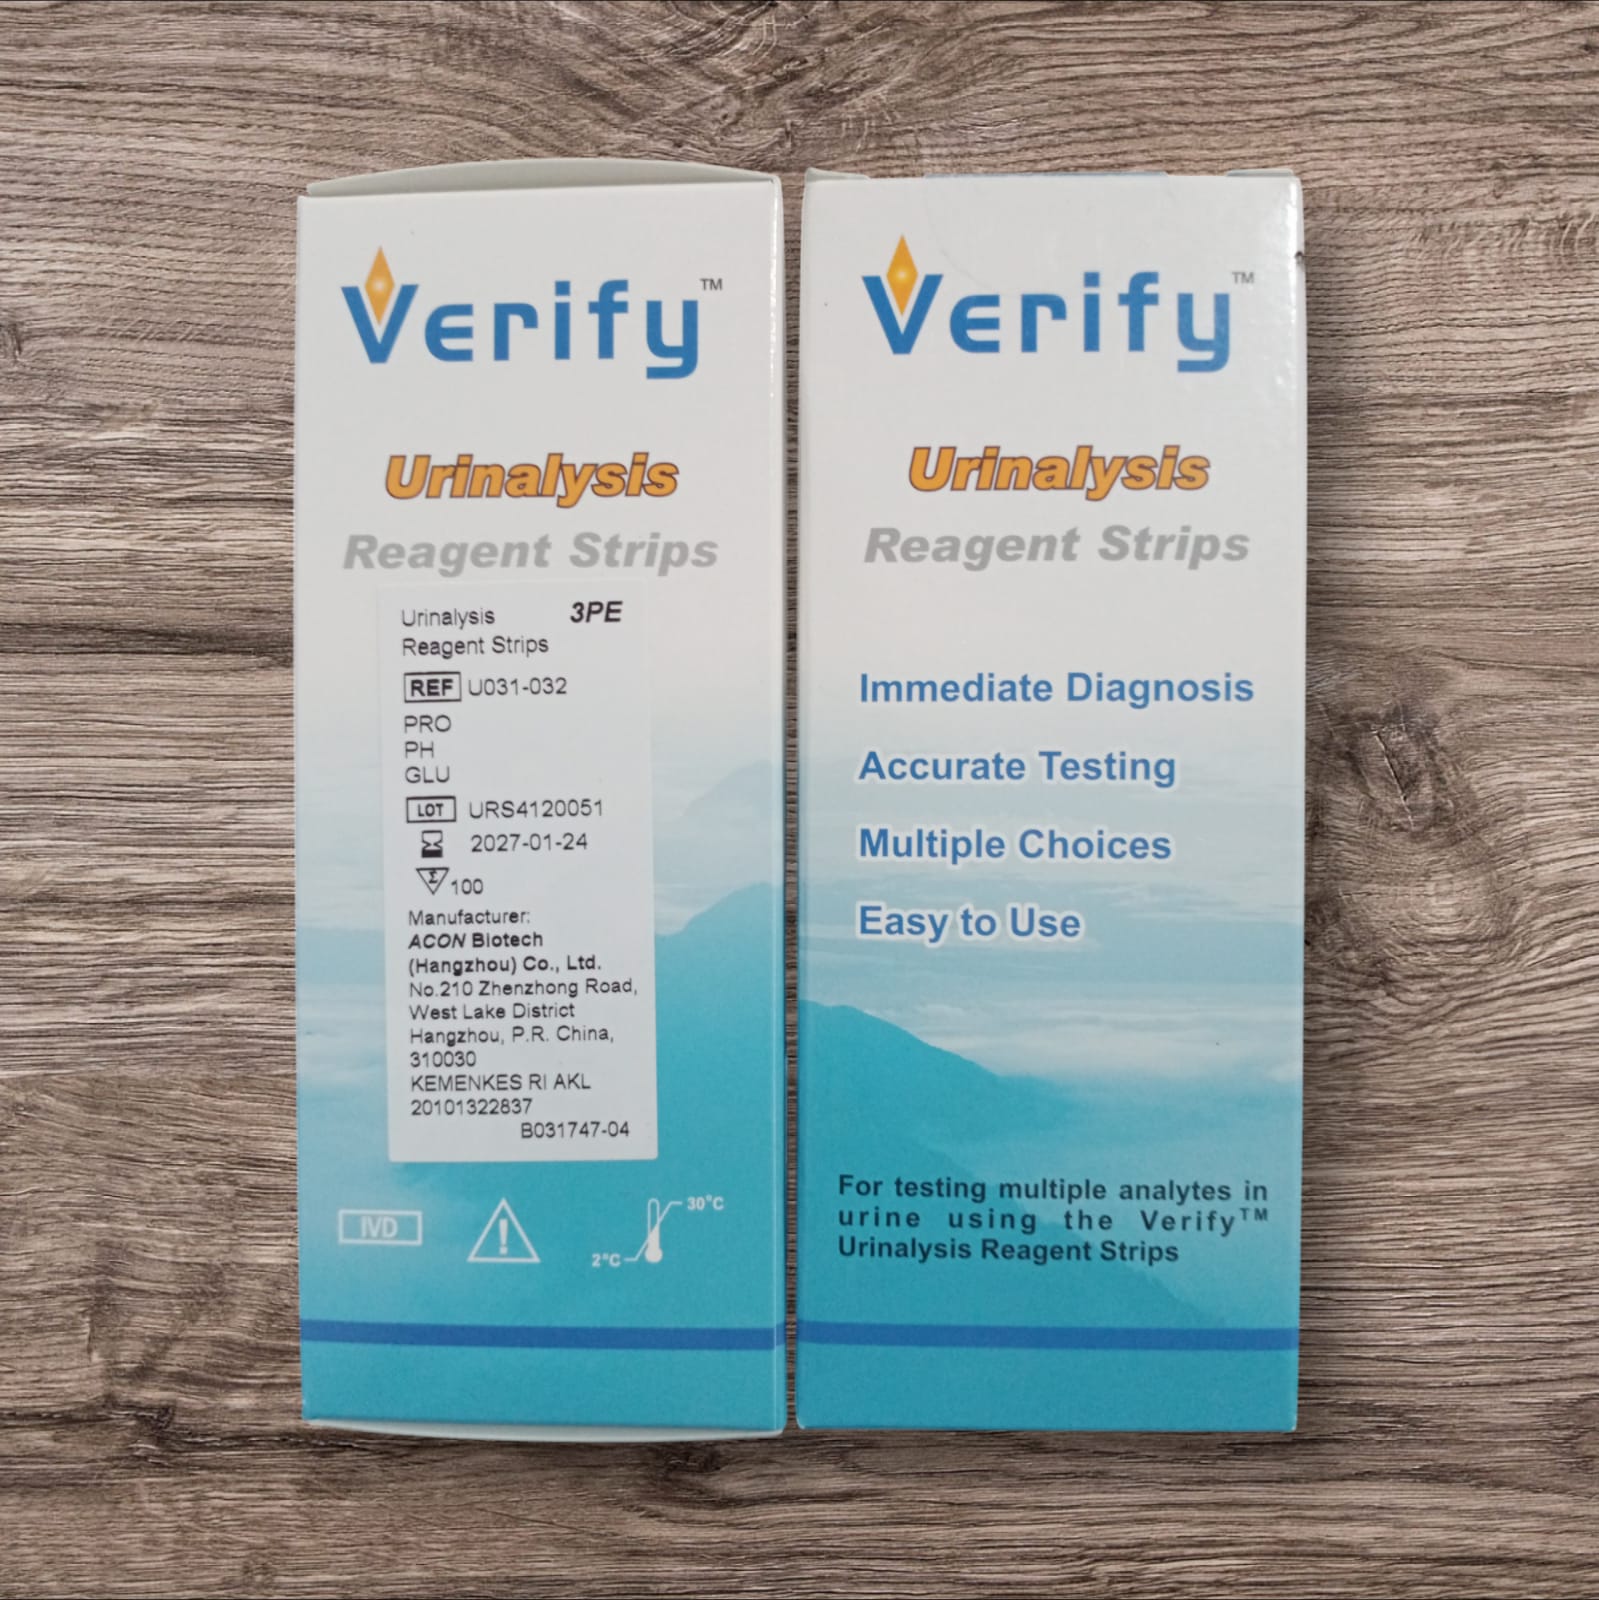 Verify™
Urinalysis
Reagent Strips
Urinalysis 3PE
Reagent Strips
REF U031-032
PRO
PH
GLU
LOT URS4120051
2027-01-24
Σ 100
Manufacturer:
ACON Biotech
(Hangzhou) Co., Ltd.
No.210 Zhenzhong Road,
West Lake District
Hangzhou, P.R. China,
310030
KEMENKES RI AKL
20101322837
B031747-04
IVD
!
30°C
2°C
Verify™
Urinalysis
Reagent Strips
Immediate Diagnosis
Accurate Testing
Multiple Choices
Easy to Use
For testing multiple analytes in
urine using the Verify™
Urinalysis Reagent Strips